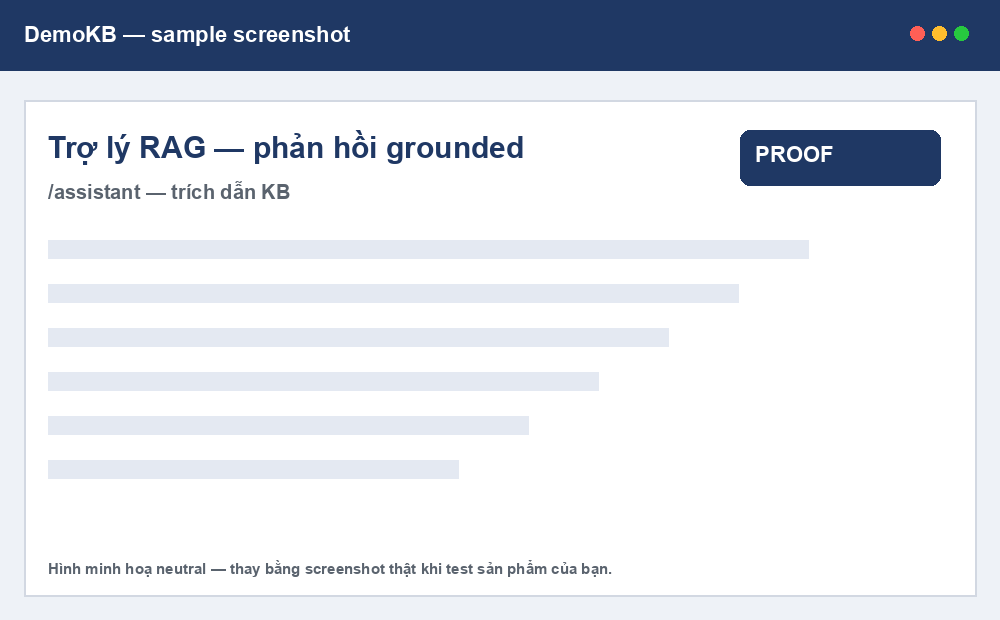 DemoKB — sample screenshot
Trợ lý RAG — phản hồi grounded
PROOF
/assistant — trích dẫn KB
Hình minh hoạ neutral — thay bằng screenshot thật khi test sản phẩm của bạn.